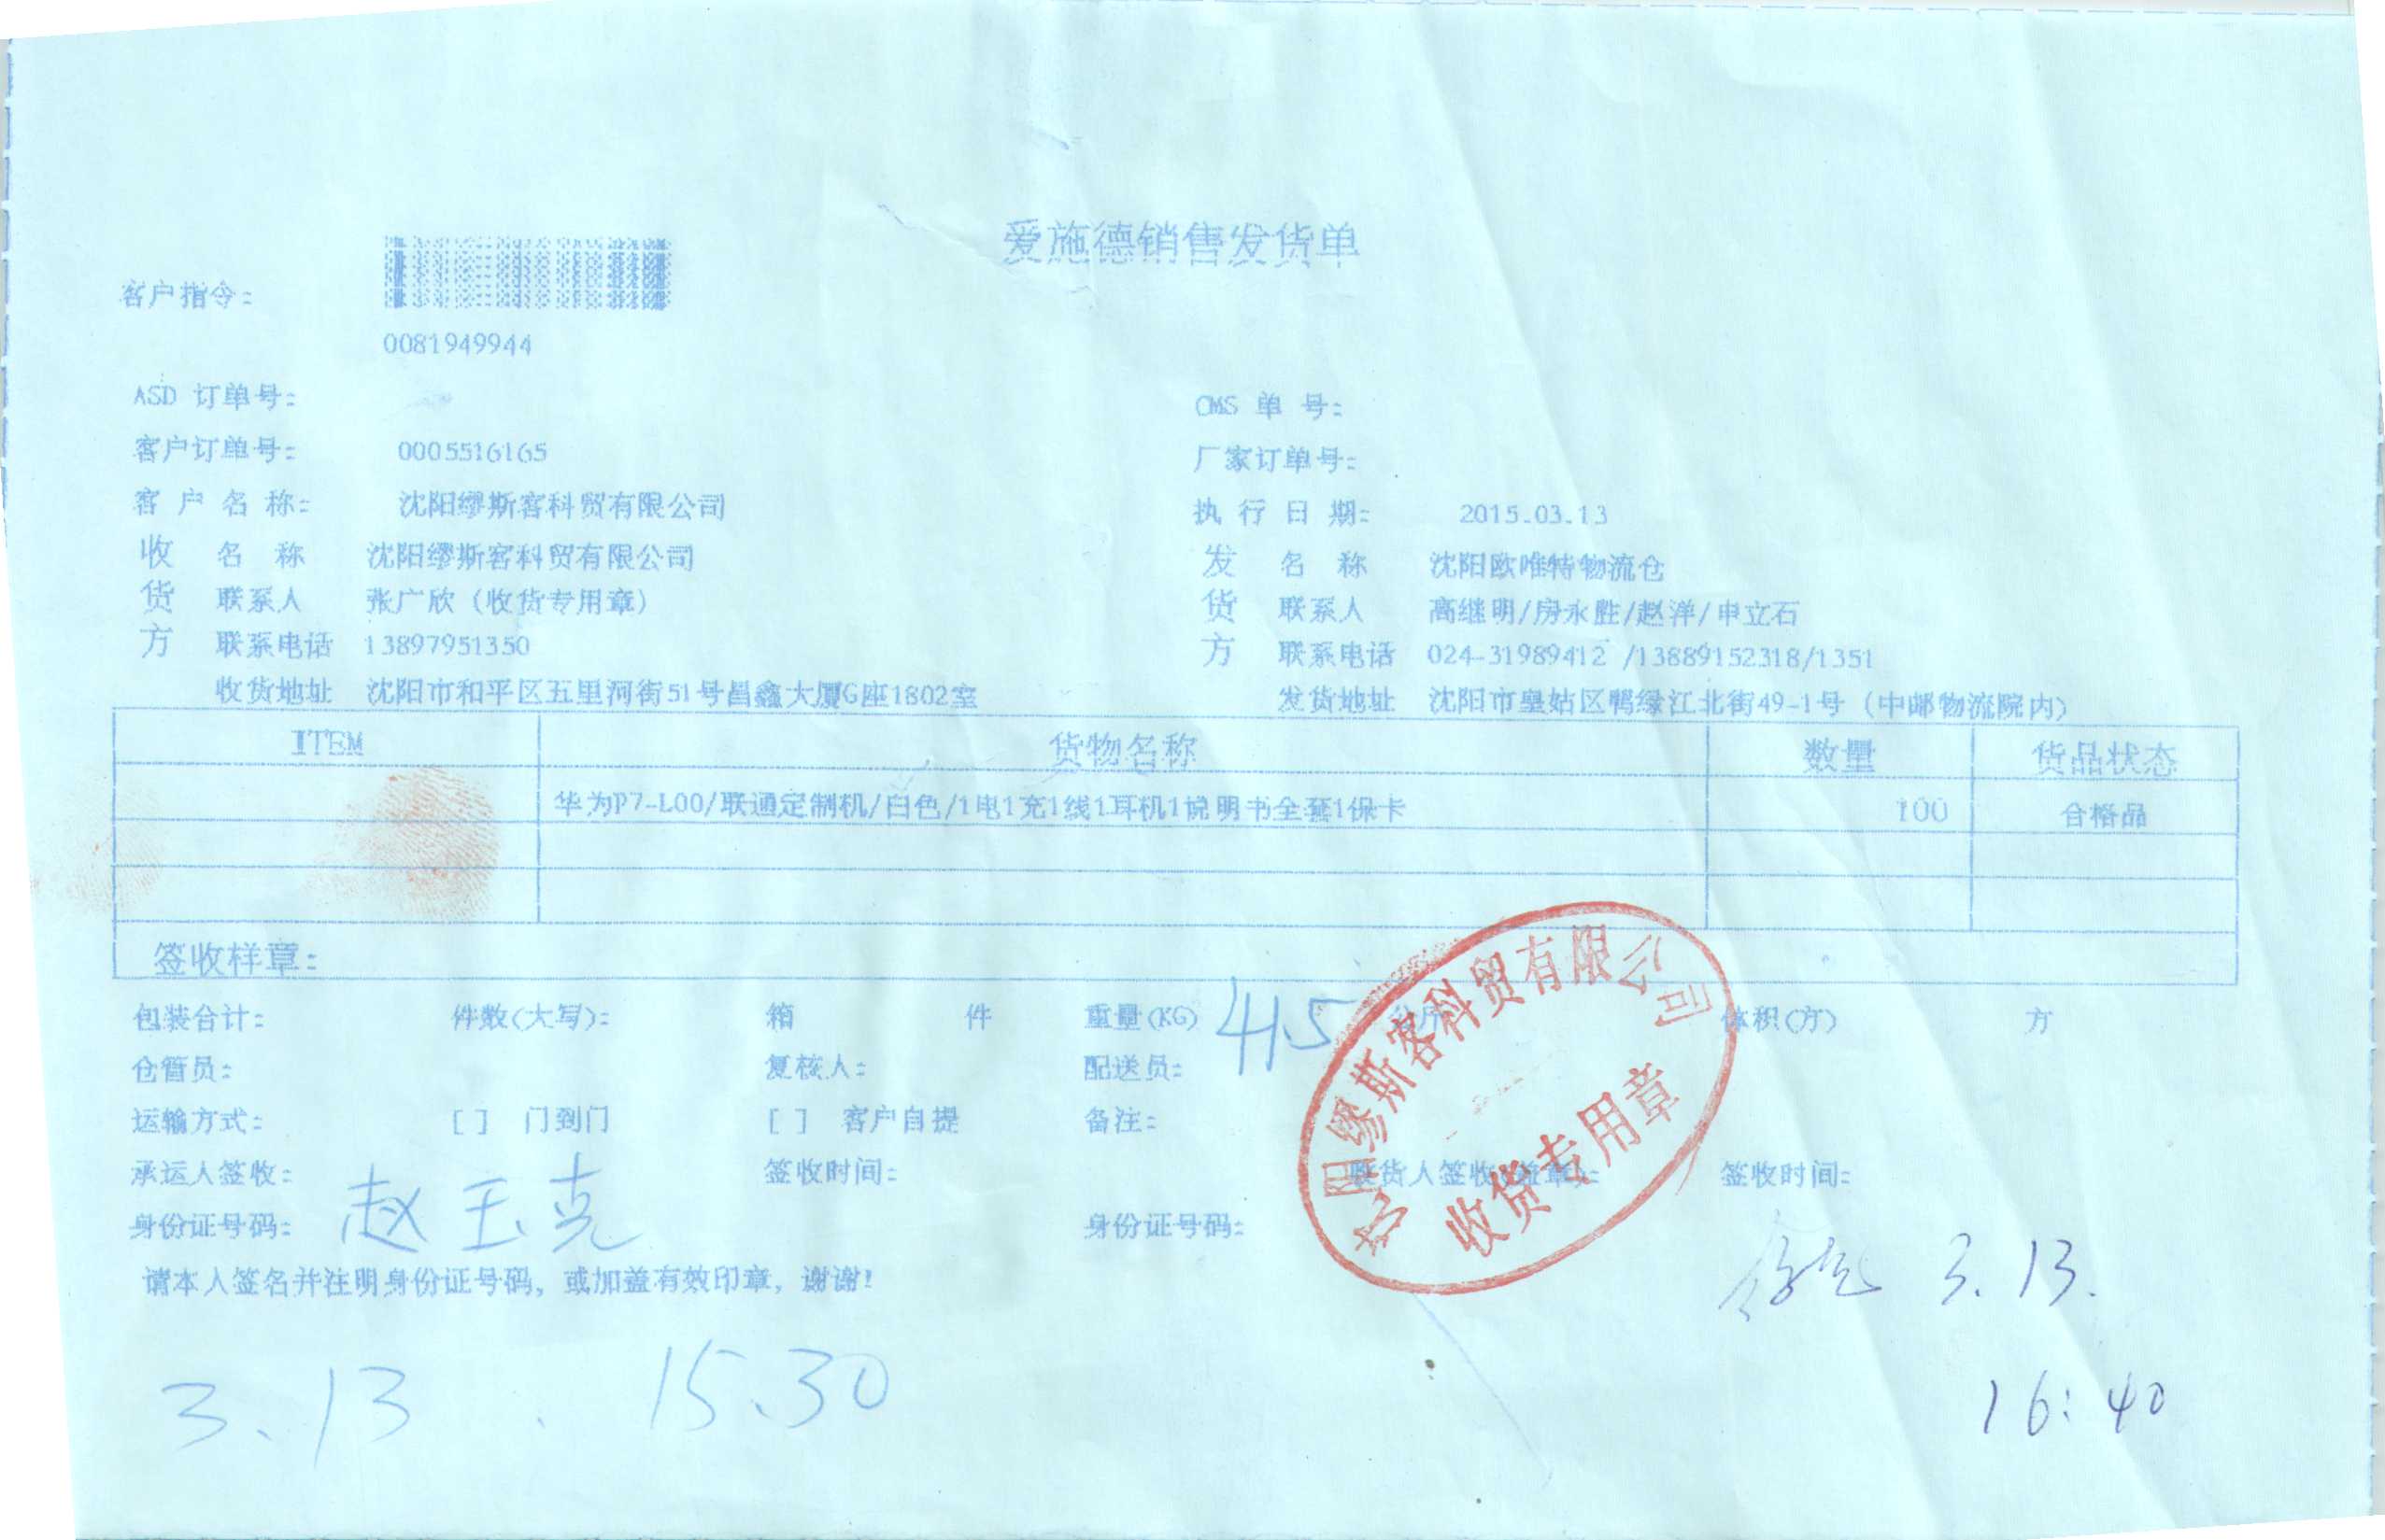 爱施德销售发货单
客户指令:
0081949944
ASD 订单号:
OMS 单 号:
客户订单号: 0005516165
厂家订单号:
客 户 名 称: 沈阳缪斯客科贸有限公司
执 行 日 期: 2015.03.13
收 名 称 沈阳缪斯客科贸有限公司
发 名 称 沈阳欧唯特物流仓
货 联系人 张广欣（收货专用章）
货 联系人 高继明/房永胜/赵洋/申立石
方 联系电话 13897951350
方 联系电话 024-31989412 /13889152318/1351
收货地址 沈阳市和平区五里河街51号昌鑫大厦G座1802室
发货地址 沈阳市皇姑区鸭绿江北街49-1号（中邮物流院内）
ITEM 货物名称 数量 货品状态
华为P7-L00/联通定制机/白色/1电1充1线1耳机1说明书全套1保卡 100 合格品
签收样章:
包装合计: 件数(大写): 箱 件 重量(KG) 41.5 公斤 体积(方) 方
仓管员: 复核人: 配送员:
运输方式: [ ] 门到门 [ ] 客户自提 备注:
承运人签收: 签收时间: 收货人签收(盖章): 签收时间:
赵玉克
身份证号码: 身份证号码:
请本人签名并注明身份证号码，或加盖有效印章，谢谢!
沈阳缪斯客科贸有限公司
收货专用章
3.13.
16:40
3.13 . 15.30